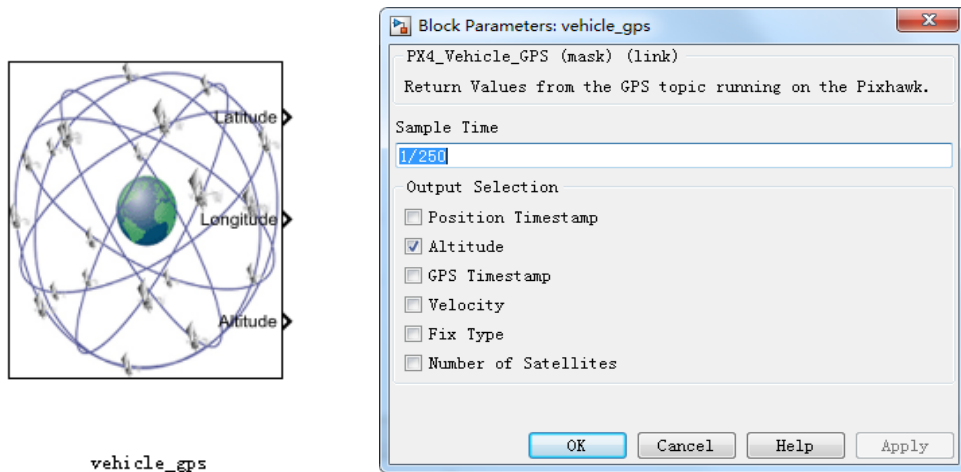 Latitude
Longitude
Altitude
vehicle_gps
Block Parameters: vehicle_gps
PX4_Vehicle_GPS (mask) (link)
Return Values from the GPS topic running on the Pixhawk.
Sample Time
1/250
Output Selection
Position Timestamp
Altitude
GPS Timestamp
Velocity
Fix Type
Number of Satellites
OK Cancel Help Apply